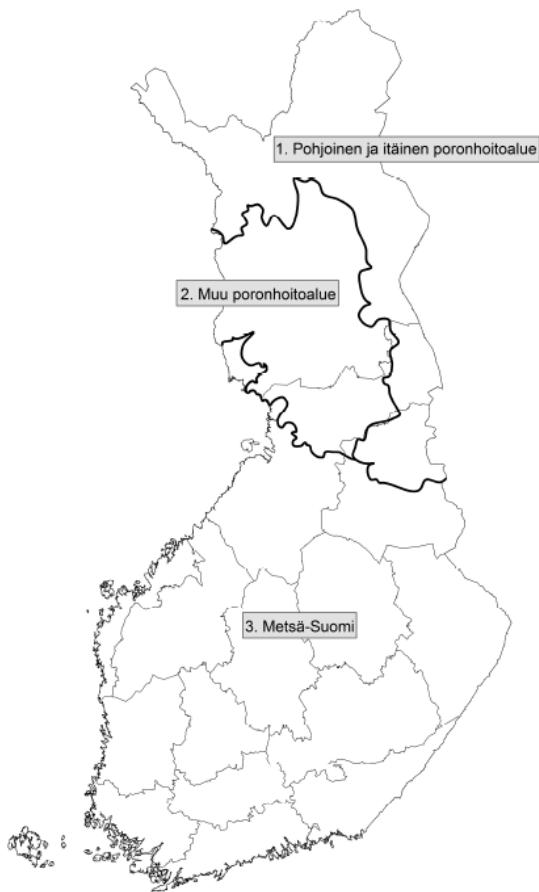 1. Pohjoinen ja itäinen poronhoitoalue
2. Muu poronhoitoalue
3. Metsä-Suomi